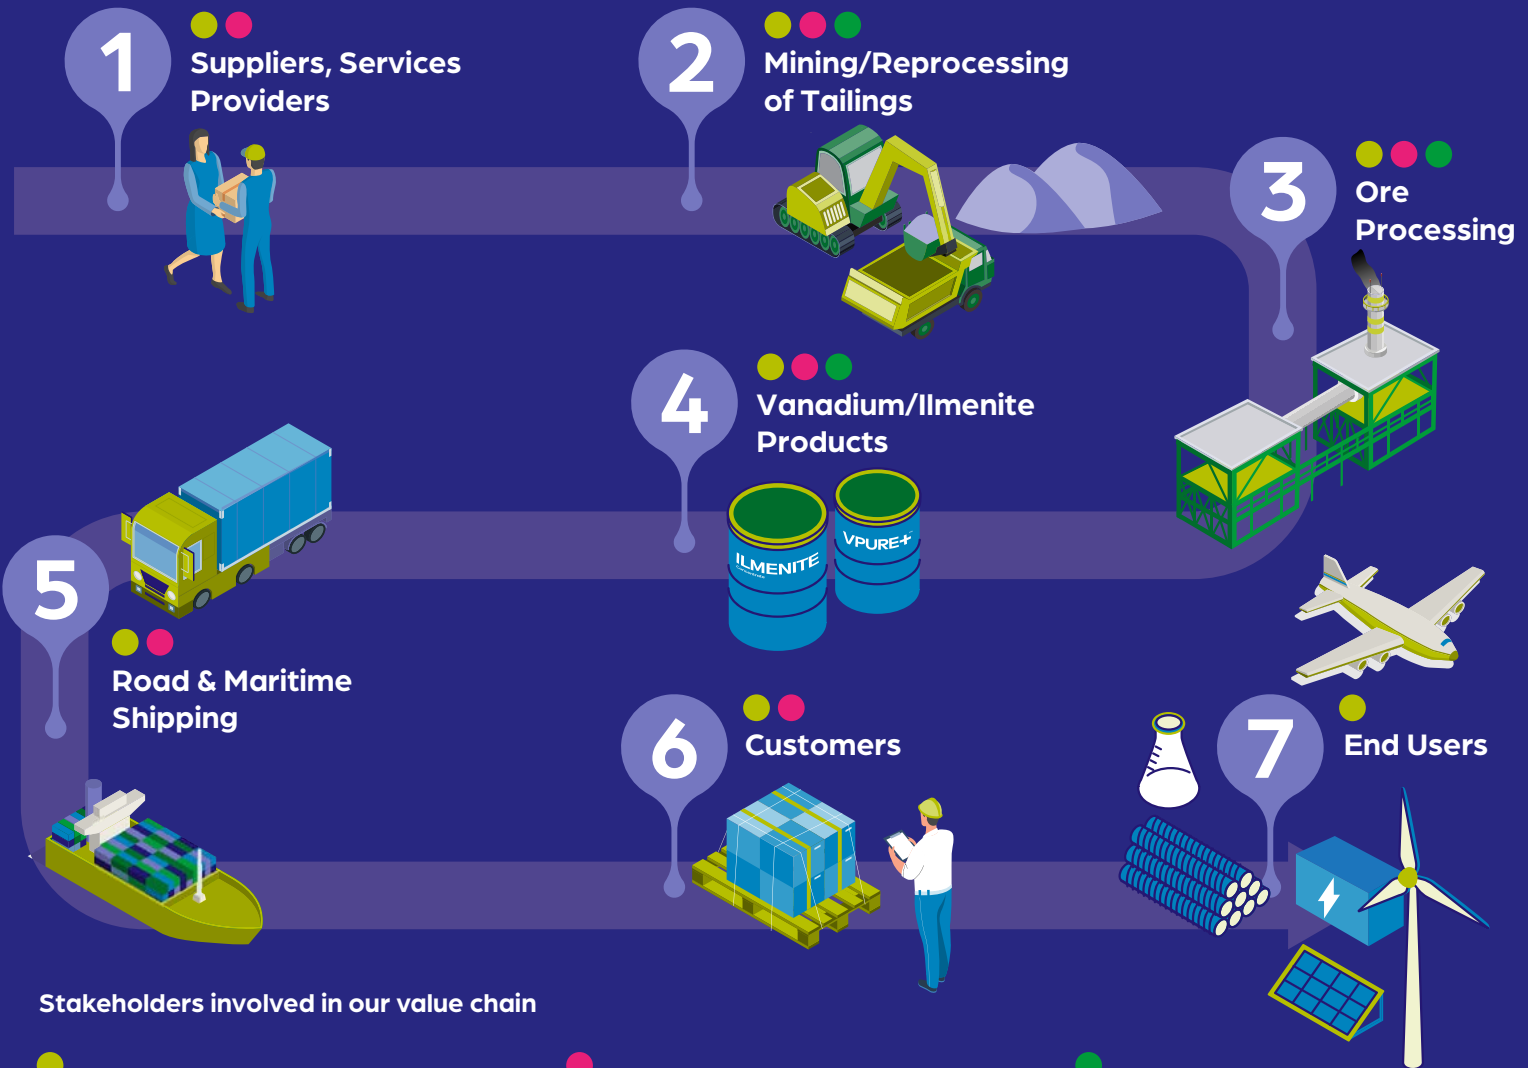 1
Suppliers, Services
Providers
2
Mining/Reprocessing
of Tailings
3
Ore
Processing
4
Vanadium/Ilmenite
Products
ILMENITE
VPURE+
5
Road & Maritime
Shipping
6
Customers
7
End Users
Stakeholders involved in our value chain